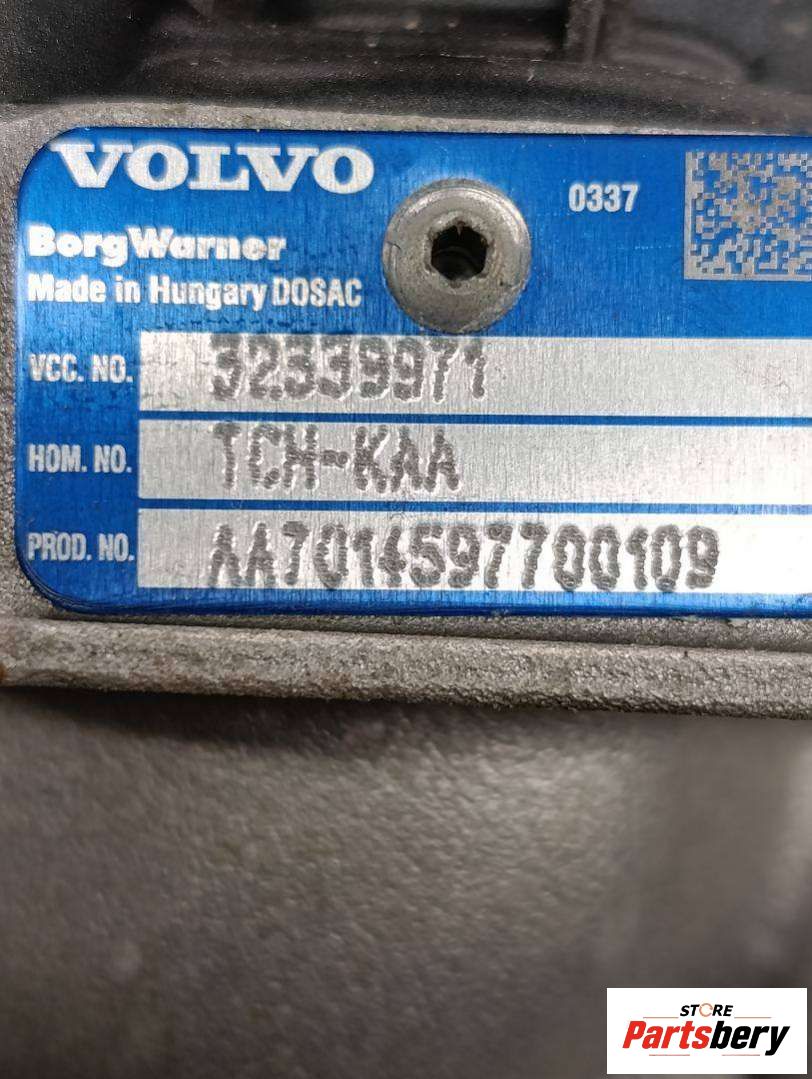 VOLVO
0337
BorgWarner
Made in Hungary DOSAC
VCC. NO. 32339971
HOM. NO. TCH-KAA
PROD. NO. AA7014597700109
STORE
Partsbery